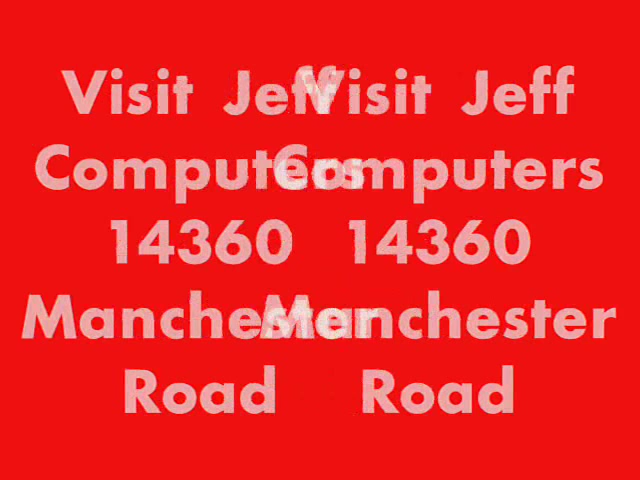 Visit Jeff Visit Jeff
Computers Computers
14360 14360
Manchester Manchester
Road Road